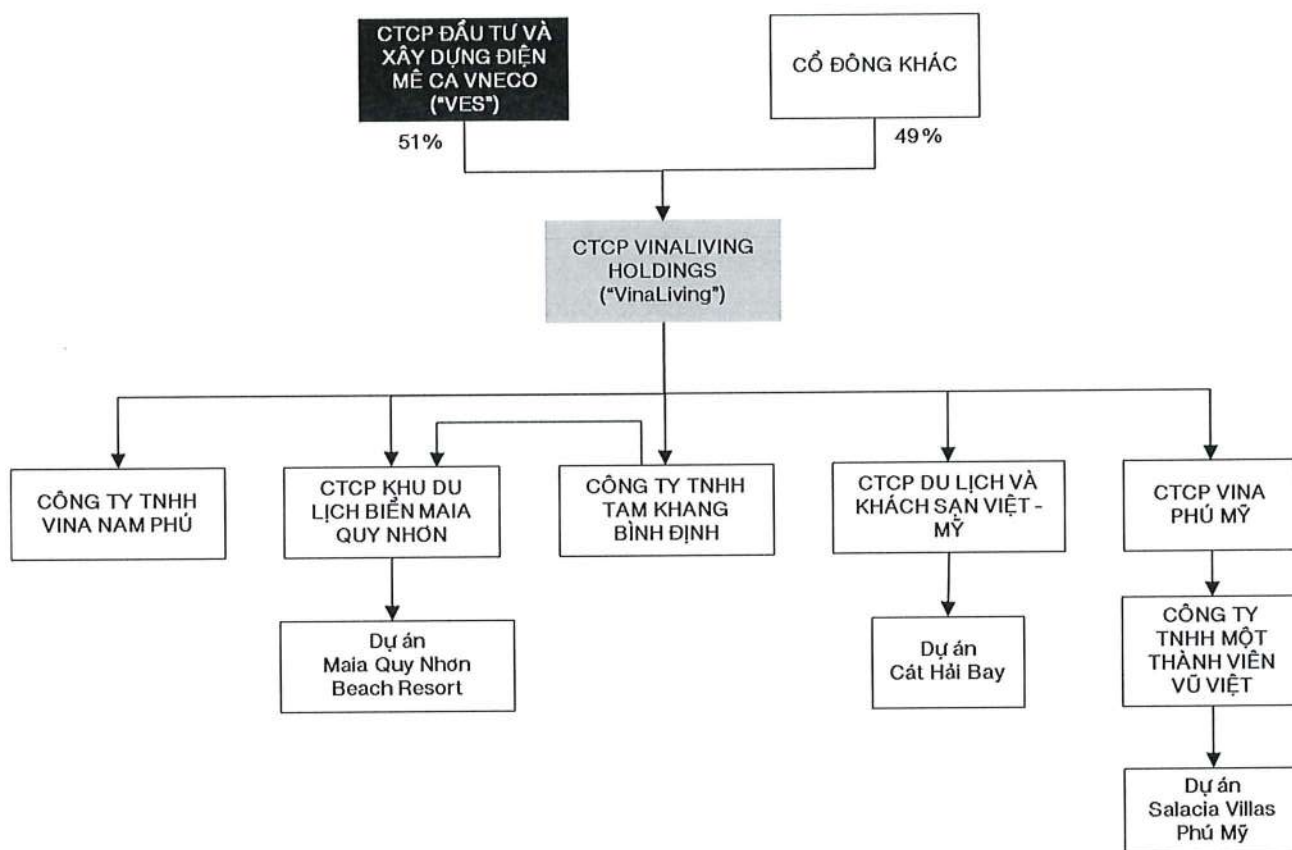 CTCP ĐẦU TƯ VÀ
XÂY DỰNG ĐIỆN
MÊ CA VNECO
("VES")
CỔ ĐÔNG KHÁC
51%
49%
CTCP VINALIVING
HOLDINGS
("VinaLiving")
CÔNG TY TNHH
VINA NAM PHÚ
CTCP KHU DU
LỊCH BIỂN MAIA
QUY NHƠN
CÔNG TY TNHH
TAM KHANG
BÌNH ĐỊNH
CTCP DU LỊCH VÀ
KHÁCH SẠN VIỆT -
MỸ
CTCP VINA
PHÚ MỸ
Dự án
Maia Quy Nhơn
Beach Resort
Dự án
Cát Hải Bay
CÔNG TY
TNHH MỘT
THÀNH VIÊN
VŨ VIỆT
Dự án
Salacia Villas
Phú Mỹ